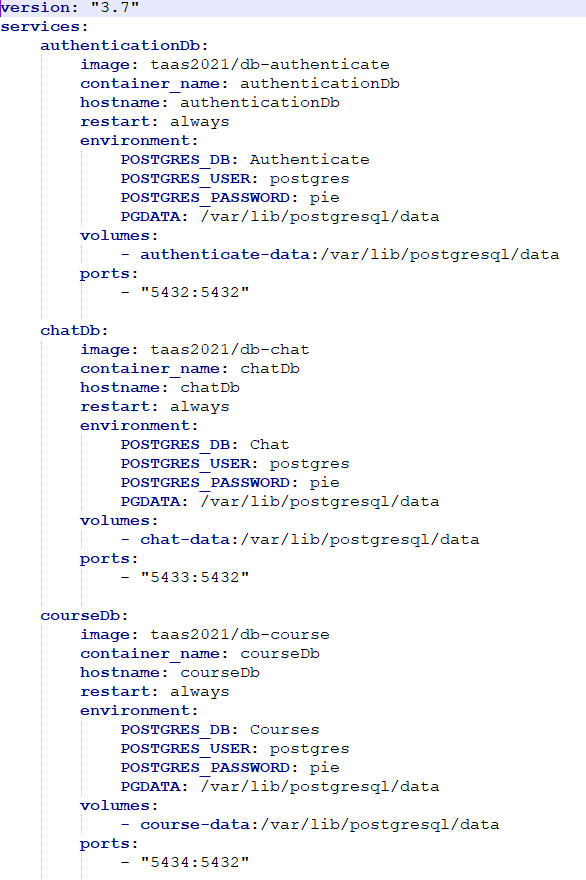 version: "3.7"
services:
    authenticationDb:
        image: taas2021/db-authenticate
        container_name: authenticationDb
        hostname: authenticationDb
        restart: always
        environment:
            POSTGRES_DB: Authenticate
            POSTGRES_USER: postgres
            POSTGRES_PASSWORD: pie
            PGDATA: /var/lib/postgresql/data
        volumes:
            - authenticate-data:/var/lib/postgresql/data
        ports:
            - "5432:5432"

    chatDb:
        image: taas2021/db-chat
        container_name: chatDb
        hostname: chatDb
        restart: always
        environment:
            POSTGRES_DB: Chat
            POSTGRES_USER: postgres
            POSTGRES_PASSWORD: pie
            PGDATA: /var/lib/postgresql/data
        volumes:
            - chat-data:/var/lib/postgresql/data
        ports:
            - "5433:5432"

    courseDb:
        image: taas2021/db-course
        container_name: courseDb
        hostname: courseDb
        restart: always
        environment:
            POSTGRES_DB: Courses
            POSTGRES_USER: postgres
            POSTGRES_PASSWORD: pie
            PGDATA: /var/lib/postgresql/data
        volumes:
            - course-data:/var/lib/postgresql/data
        ports:
            - "5434:5432"